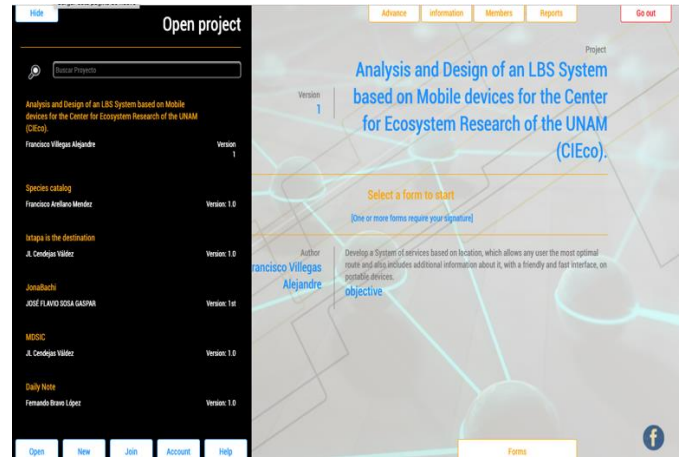 Hide
Open project
Buscar Proyecto
Analysis and Design of an LBS System based on Mobile
devices for the Center for Ecosystem Research of the UNAM
(CIEco).
Francisco Villegas Alejandre Version
1
Species catalog
Francisco Arellano Mendez Version: 1.0
Ixtapa is the destination
JL Cendejas Váldez Version: 1.0
JonaBachi
JOSÉ FLAVIO SOSA GASPAR Version: 1st
MDSIC
JL Cendejas Váldez Version: 1.0
Daily Note
Fernando Bravo López Version: 1.0
Open New Join Account Help
Advance information Members Reports Go out
Project
Analysis and Design of an LBS System
based on Mobile devices for the Center
for Ecosystem Research of the UNAM
(CIEco).
Version
1
Select a form to start
[One or more forms require your signature]
Author
rancisco Villegas
Alejandre
Develop a System of services based on location, which allows any user the most optimal
route and also includes additional information about it, with a friendly and fast interface, on
portable devices.
objective
Forms
f